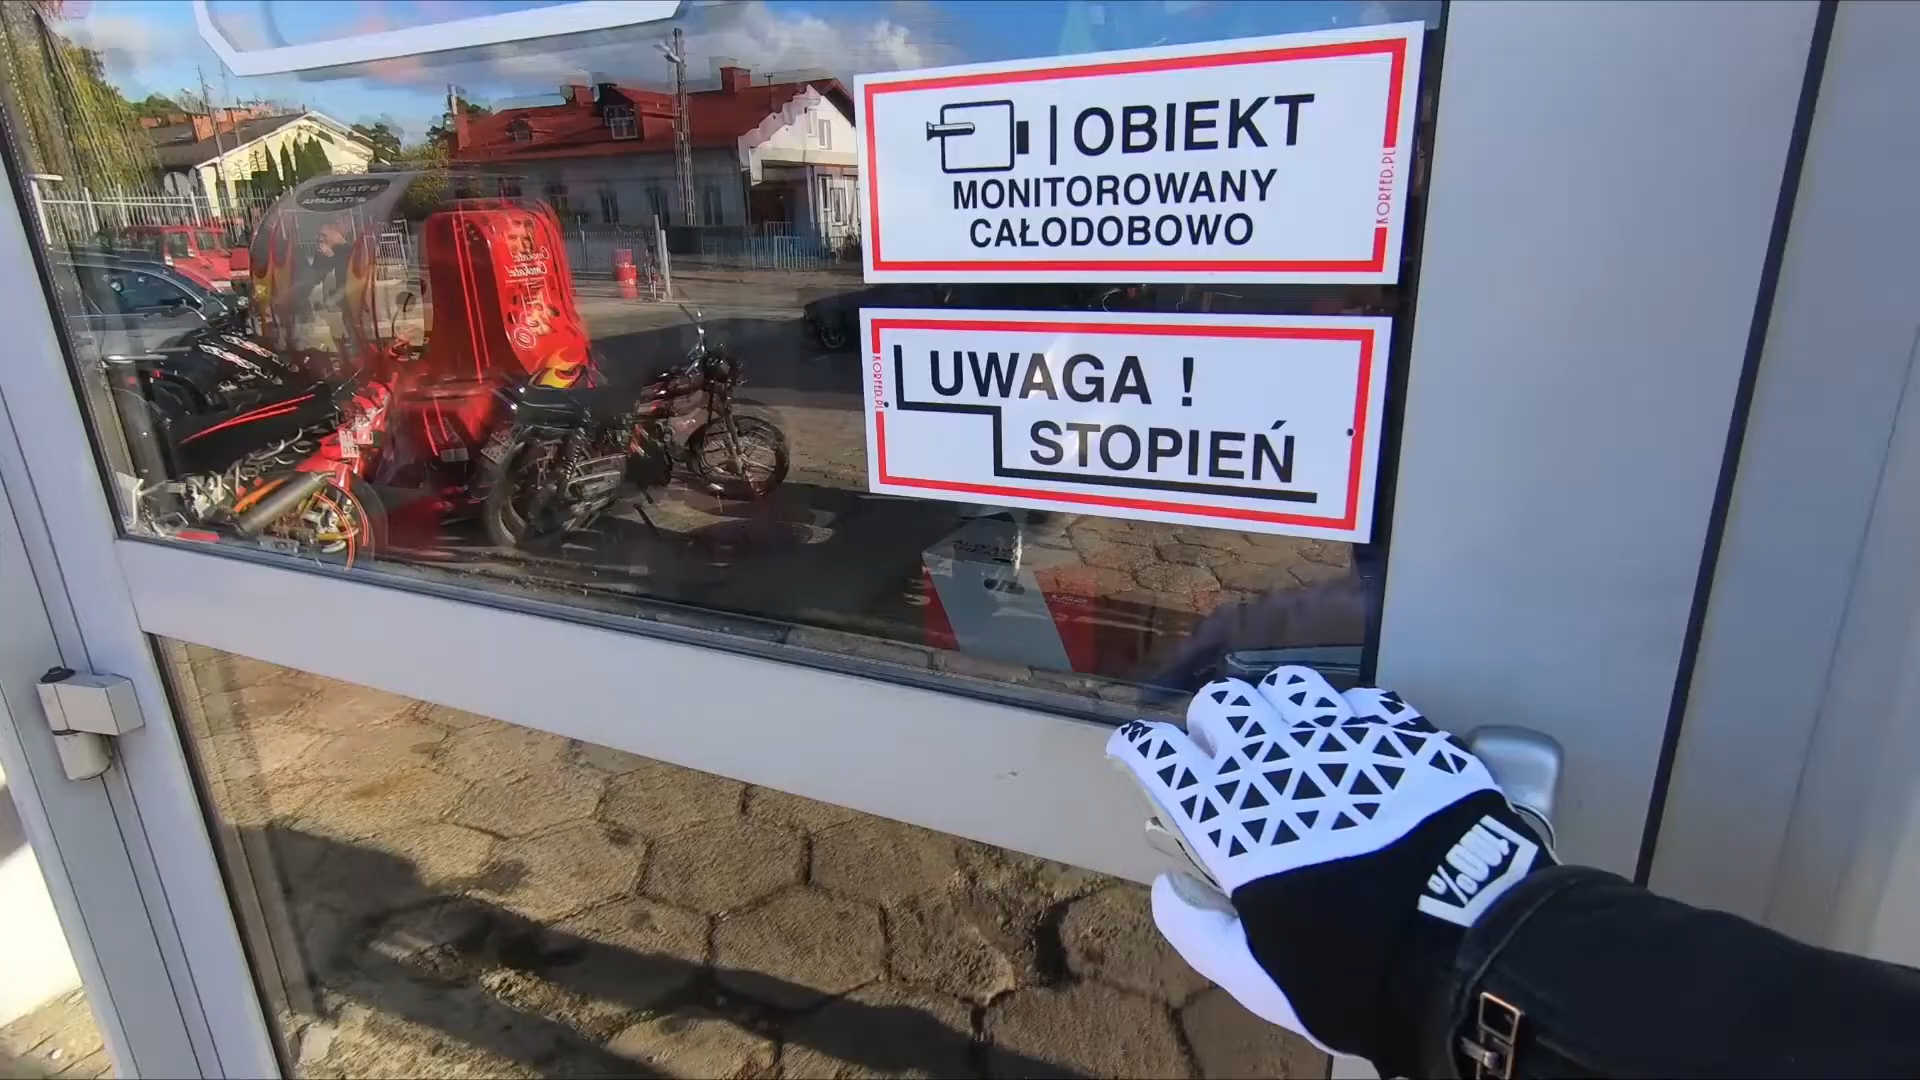 OBIEKT
MONITOROWANY
CAŁODOBOWO
KORFED.PL
UWAGA !
STOPIEŃ
KORFED.PL
100%